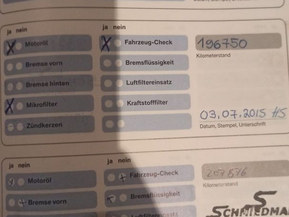 ja nein
ja nein
X Motoröl
X Fahrzeug-Check
196750
Kilometerstand
Bremse vorn
Bremsflüssigkeit
Bremse hinten
Luftfiltereinsatz
X Mikrofilter
Kraftstofffilter
03.07.2015
Zündkerzen
Datum, Stempel, Unterschrift
ja nein
ja nein
Motoröl
Fahrzeug-Check
Kilometerstand
Bremse vorn
Bremsflüssigkeit
SCHMIEDMA